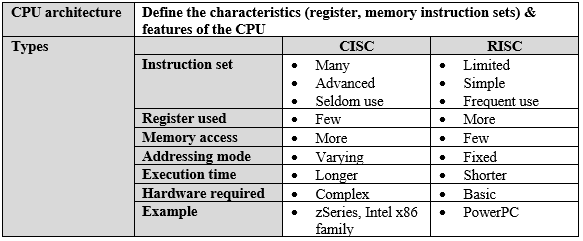 CPU architecture
Define the characteristics (register, memory instruction sets) &
features of the CPU
Types
CISC
RISC
Instruction set
• Many
• Advanced
• Seldom use
• Limited
• Simple
• Frequent use
Register used
• Few
• More
Memory access
• More
• Few
Addressing mode
• Varying
• Fixed
Execution time
• Longer
• Shorter
Hardware required
• Complex
• Basic
Example
• zSeries, Intel x86
family
• PowerPC